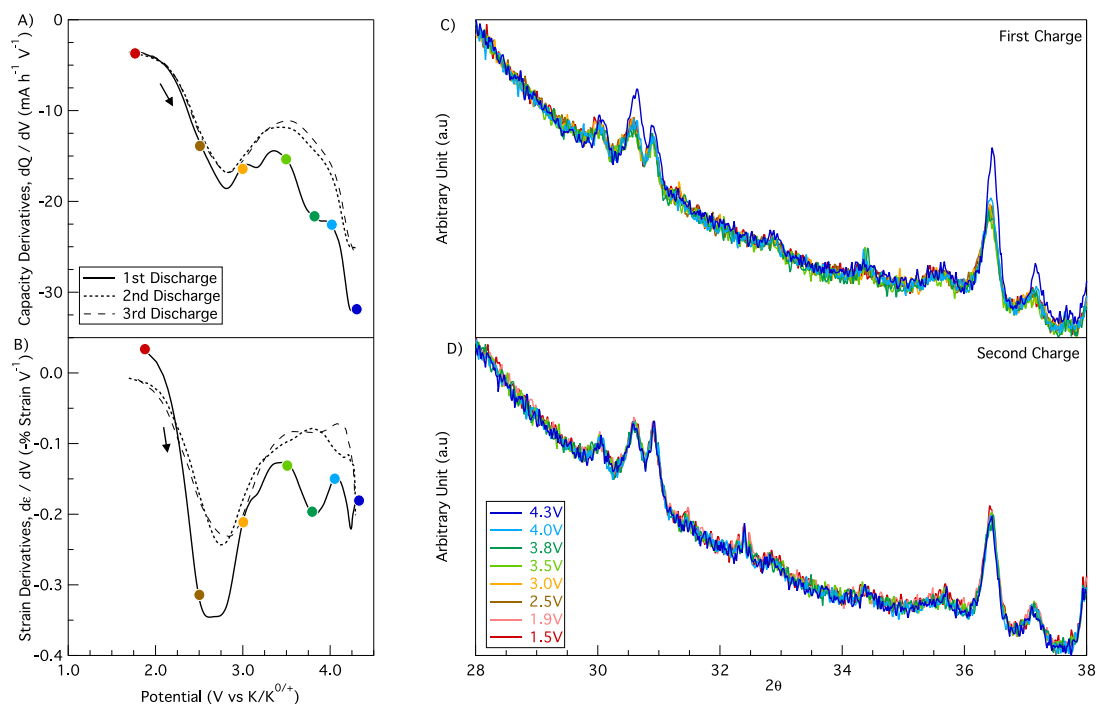 A)
Capacity Derivatives, dQ / dV (mA h⁻¹ V⁻¹)
0
-10
-20
-30
1st Discharge
2nd Discharge
3rd Discharge
B)
Strain Derivatives, dε / dV (-% Strain V⁻¹)
0.0
-0.1
-0.2
-0.3
-0.4
1.0
2.0
3.0
4.0
Potential (V vs K/K⁰/⁺)
C)
First Charge
Arbitrary Unit (a.u)
D)
Second Charge
Arbitrary Unit (a.u)
4.3V
4.0V
3.8V
3.5V
3.0V
2.5V
1.9V
1.5V
28
30
32
34
36
38
2θ